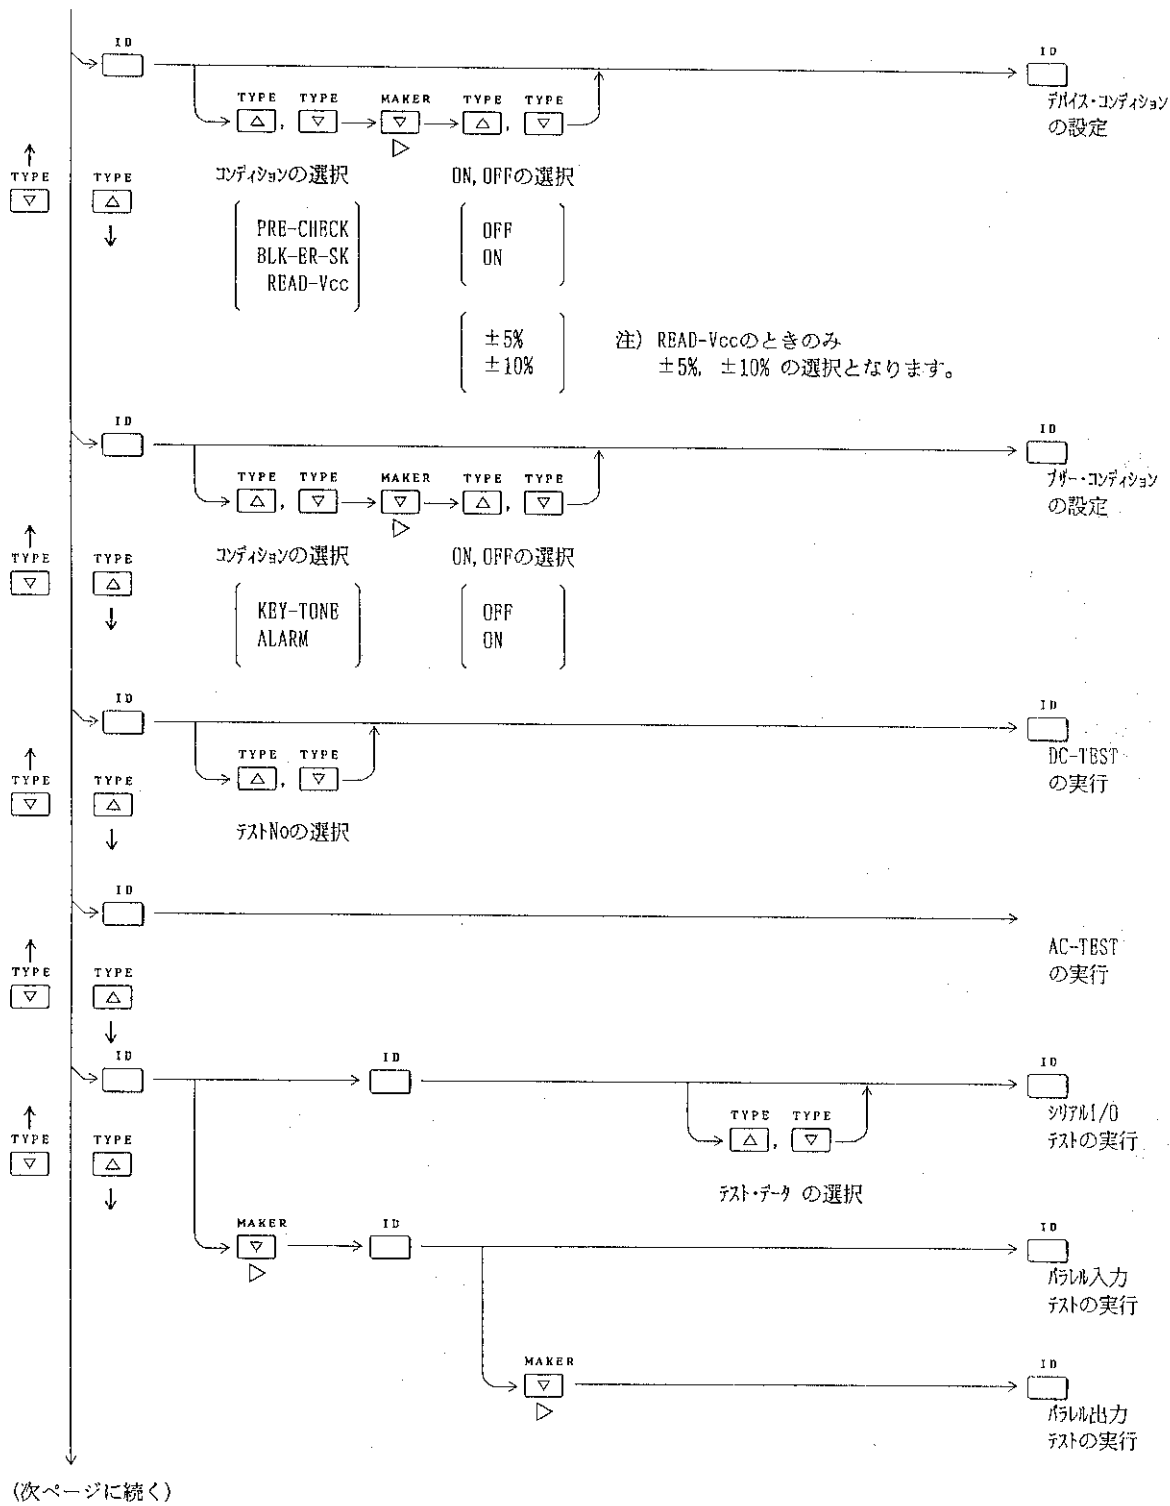 ID
ID
TYPE TYPE MAKER TYPE TYPE
△, ▽ ▽ △, ▽
▷
デバイス・コンディション
の設定
コンディションの選択 ON, OFFの選択
TYPE TYPE
▽ △
PRE-CHECK
BLK-ER-SK
READ-Vcc
OFF
ON
±5%
±10%
注) READ-Vccのときのみ
±5%, ±10% の選択となります。
ID
ID
TYPE TYPE MAKER TYPE TYPE
△, ▽ ▽ △, ▽
▷
ブザー・コンディション
の設定
TYPE TYPE
▽ △
コンディションの選択 ON, OFFの選択
KEY-TONE
ALARM
OFF
ON
ID
ID
TYPE TYPE
△, ▽
DC-TEST
の実行
TYPE TYPE
▽ △
テストNoの選択
ID
AC-TEST
の実行
TYPE TYPE
▽ △
ID ID ID
TYPE TYPE
△, ▽
シリアルI/O
テストの実行
TYPE TYPE
▽ △
テスト・データ の選択
MAKER ID ID
▽
▷
パラレル入力
テストの実行
MAKER ID
▽
▷
パラレル出力
テストの実行
(次ページに続く)